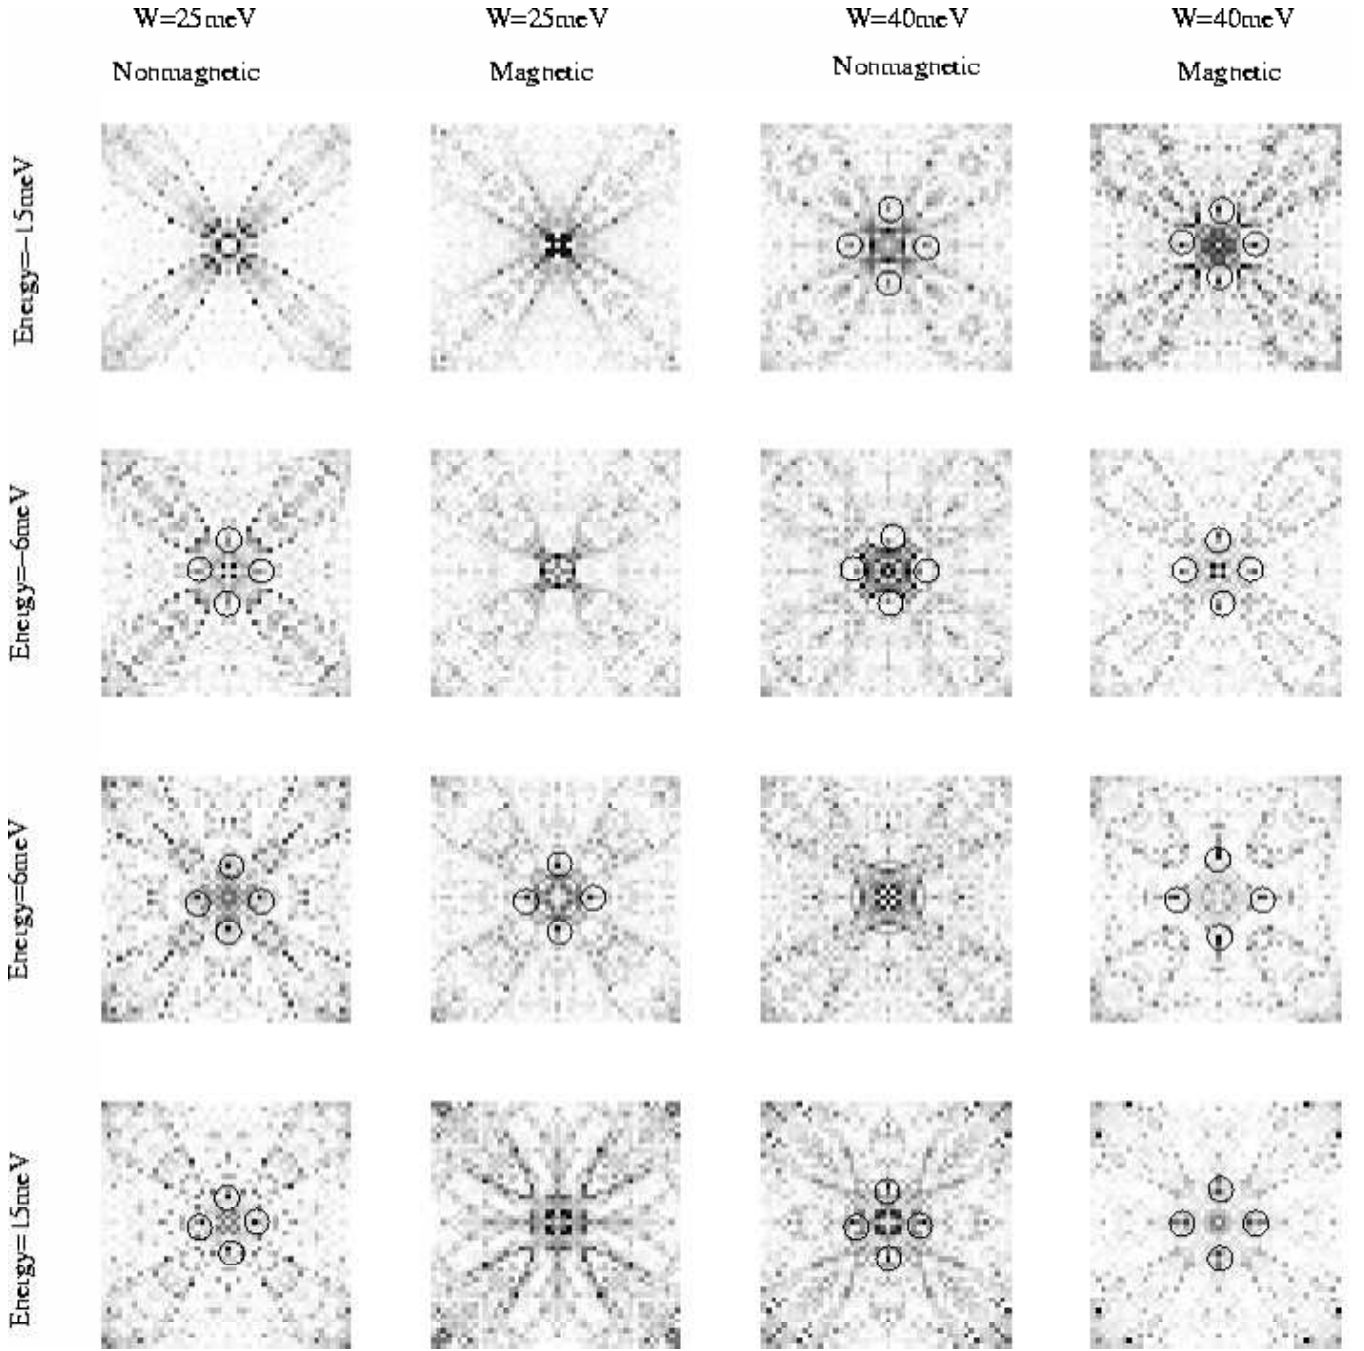 W=25meV W=25meV W=40meV W=40meV
Nonmagnetic Magnetic Nonmagnetic Magnetic
Energy=-15meV
Energy=-6meV
Energy=6meV
Energy=15meV